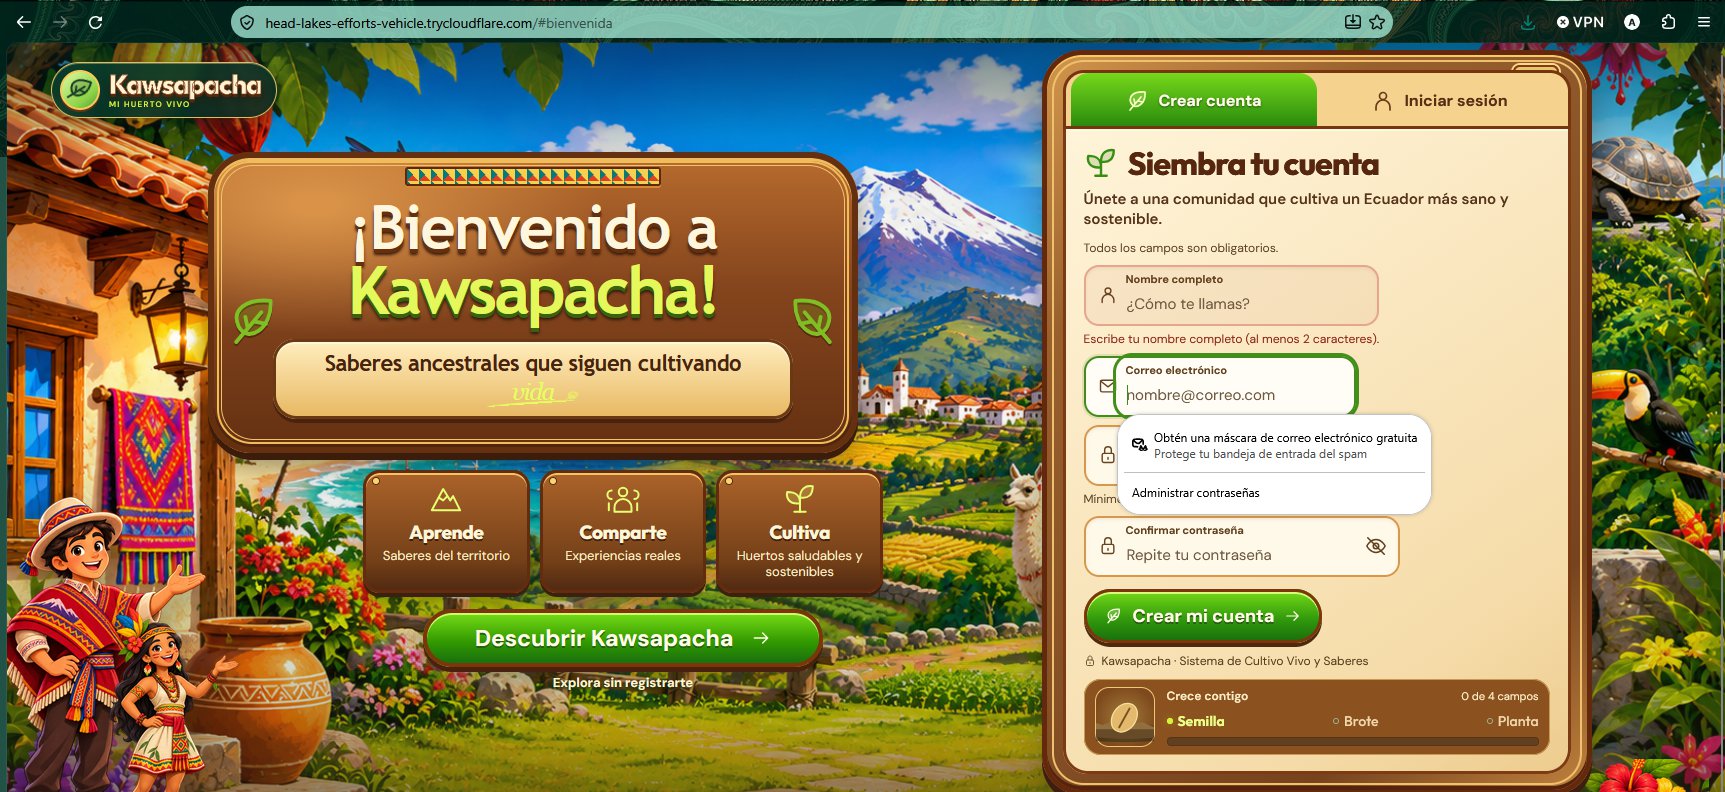 head-lakes-efforts-vehicle.trycloudflare.com/#bienvenida
VPN
A
Kawsapacha
MI HUERTO VIVO
¡Bienvenido a
Kawsapacha!
Saberes ancestrales que siguen cultivando
vida
Aprende
Saberes del territorio
Comparte
Experiencias reales
Cultiva
Huertos saludables y
sostenibles
Descubrir Kawsapacha →
Explora sin registrarte
Crear cuenta
Iniciar sesión
Siembra tu cuenta
Únete a una comunidad que cultiva un Ecuador más sano y
sostenible.
Todos los campos son obligatorios.
Nombre completo
¿Cómo te llamas?
Escribe tu nombre completo (al menos 2 caracteres).
Correo electrónico
nombre@correo.com
Obtén una máscara de correo electrónico gratuita
Protege tu bandeja de entrada del spam
Administrar contraseñas
Confirmar contraseña
Repite tu contraseña
Crear mi cuenta →
Kawsapacha · Sistema de Cultivo Vivo y Saberes
Crece contigo
0 de 4 campos
Semilla
Brote
Planta